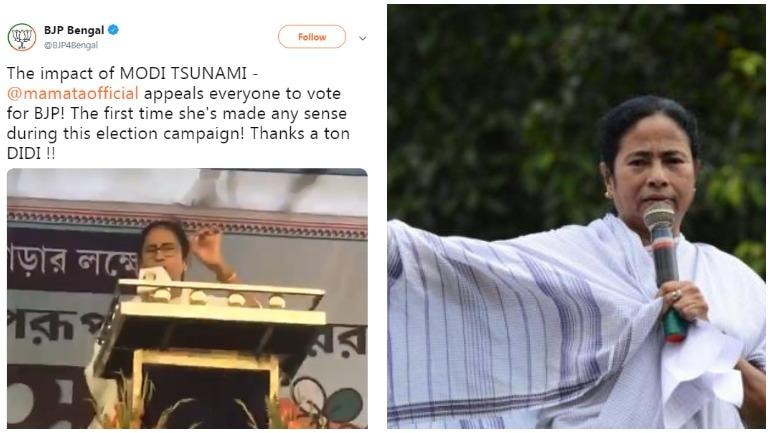 BJP Bengal
@BJP4Bengal
Follow
The impact of MODI TSUNAMI -
@mamataofficial appeals everyone to vote
for BJP! The first time she's made any sense
during this election campaign! Thanks a ton
DIDI !!
ড়ার লক্ষ্যে